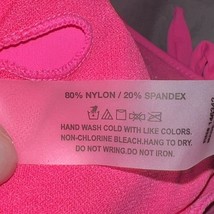 80% NYLON / 20% SPANDEX
HAND WASH COLD WITH LIKE COLORS.
NON-CHLORINE BLEACH.HANG TO DRY.
DO NOT WRING.DO NOT IRON.